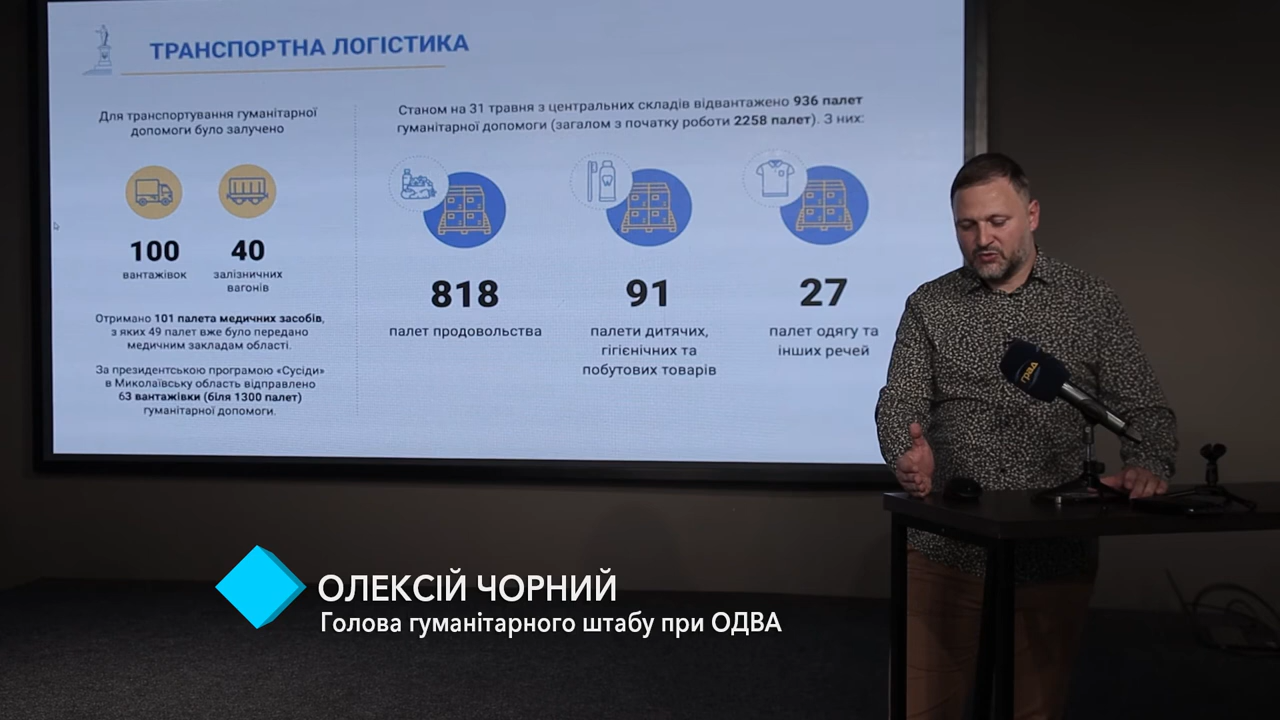 ТРАНСПОРТНА ЛОГІСТИКА
Для транспортування гуманітарної
допомоги було залучено
100
вантажівок
40
залізничних
вагонів
Отримано 101 палета медичних засобів,
з яких 49 палет вже було передано
медичним закладам області.
За президентською програмою «Сусіди»
в Миколаївську область відправлено
63 вантажівки (біля 1300 палет)
гуманітарної допомоги.
Станом на 31 травня з центральних складів відвантажено 936 палет
гуманітарної допомоги (загалом з початку роботи 2258 палет). З них:
818
палет продовольства
91
палети дитячих,
гігієнічних та
побутових товарів
27
палет одягу та
інших речей
град
ОЛЕКСІЙ ЧОРНИЙ
Голова гуманітарного штабу при ОДВА